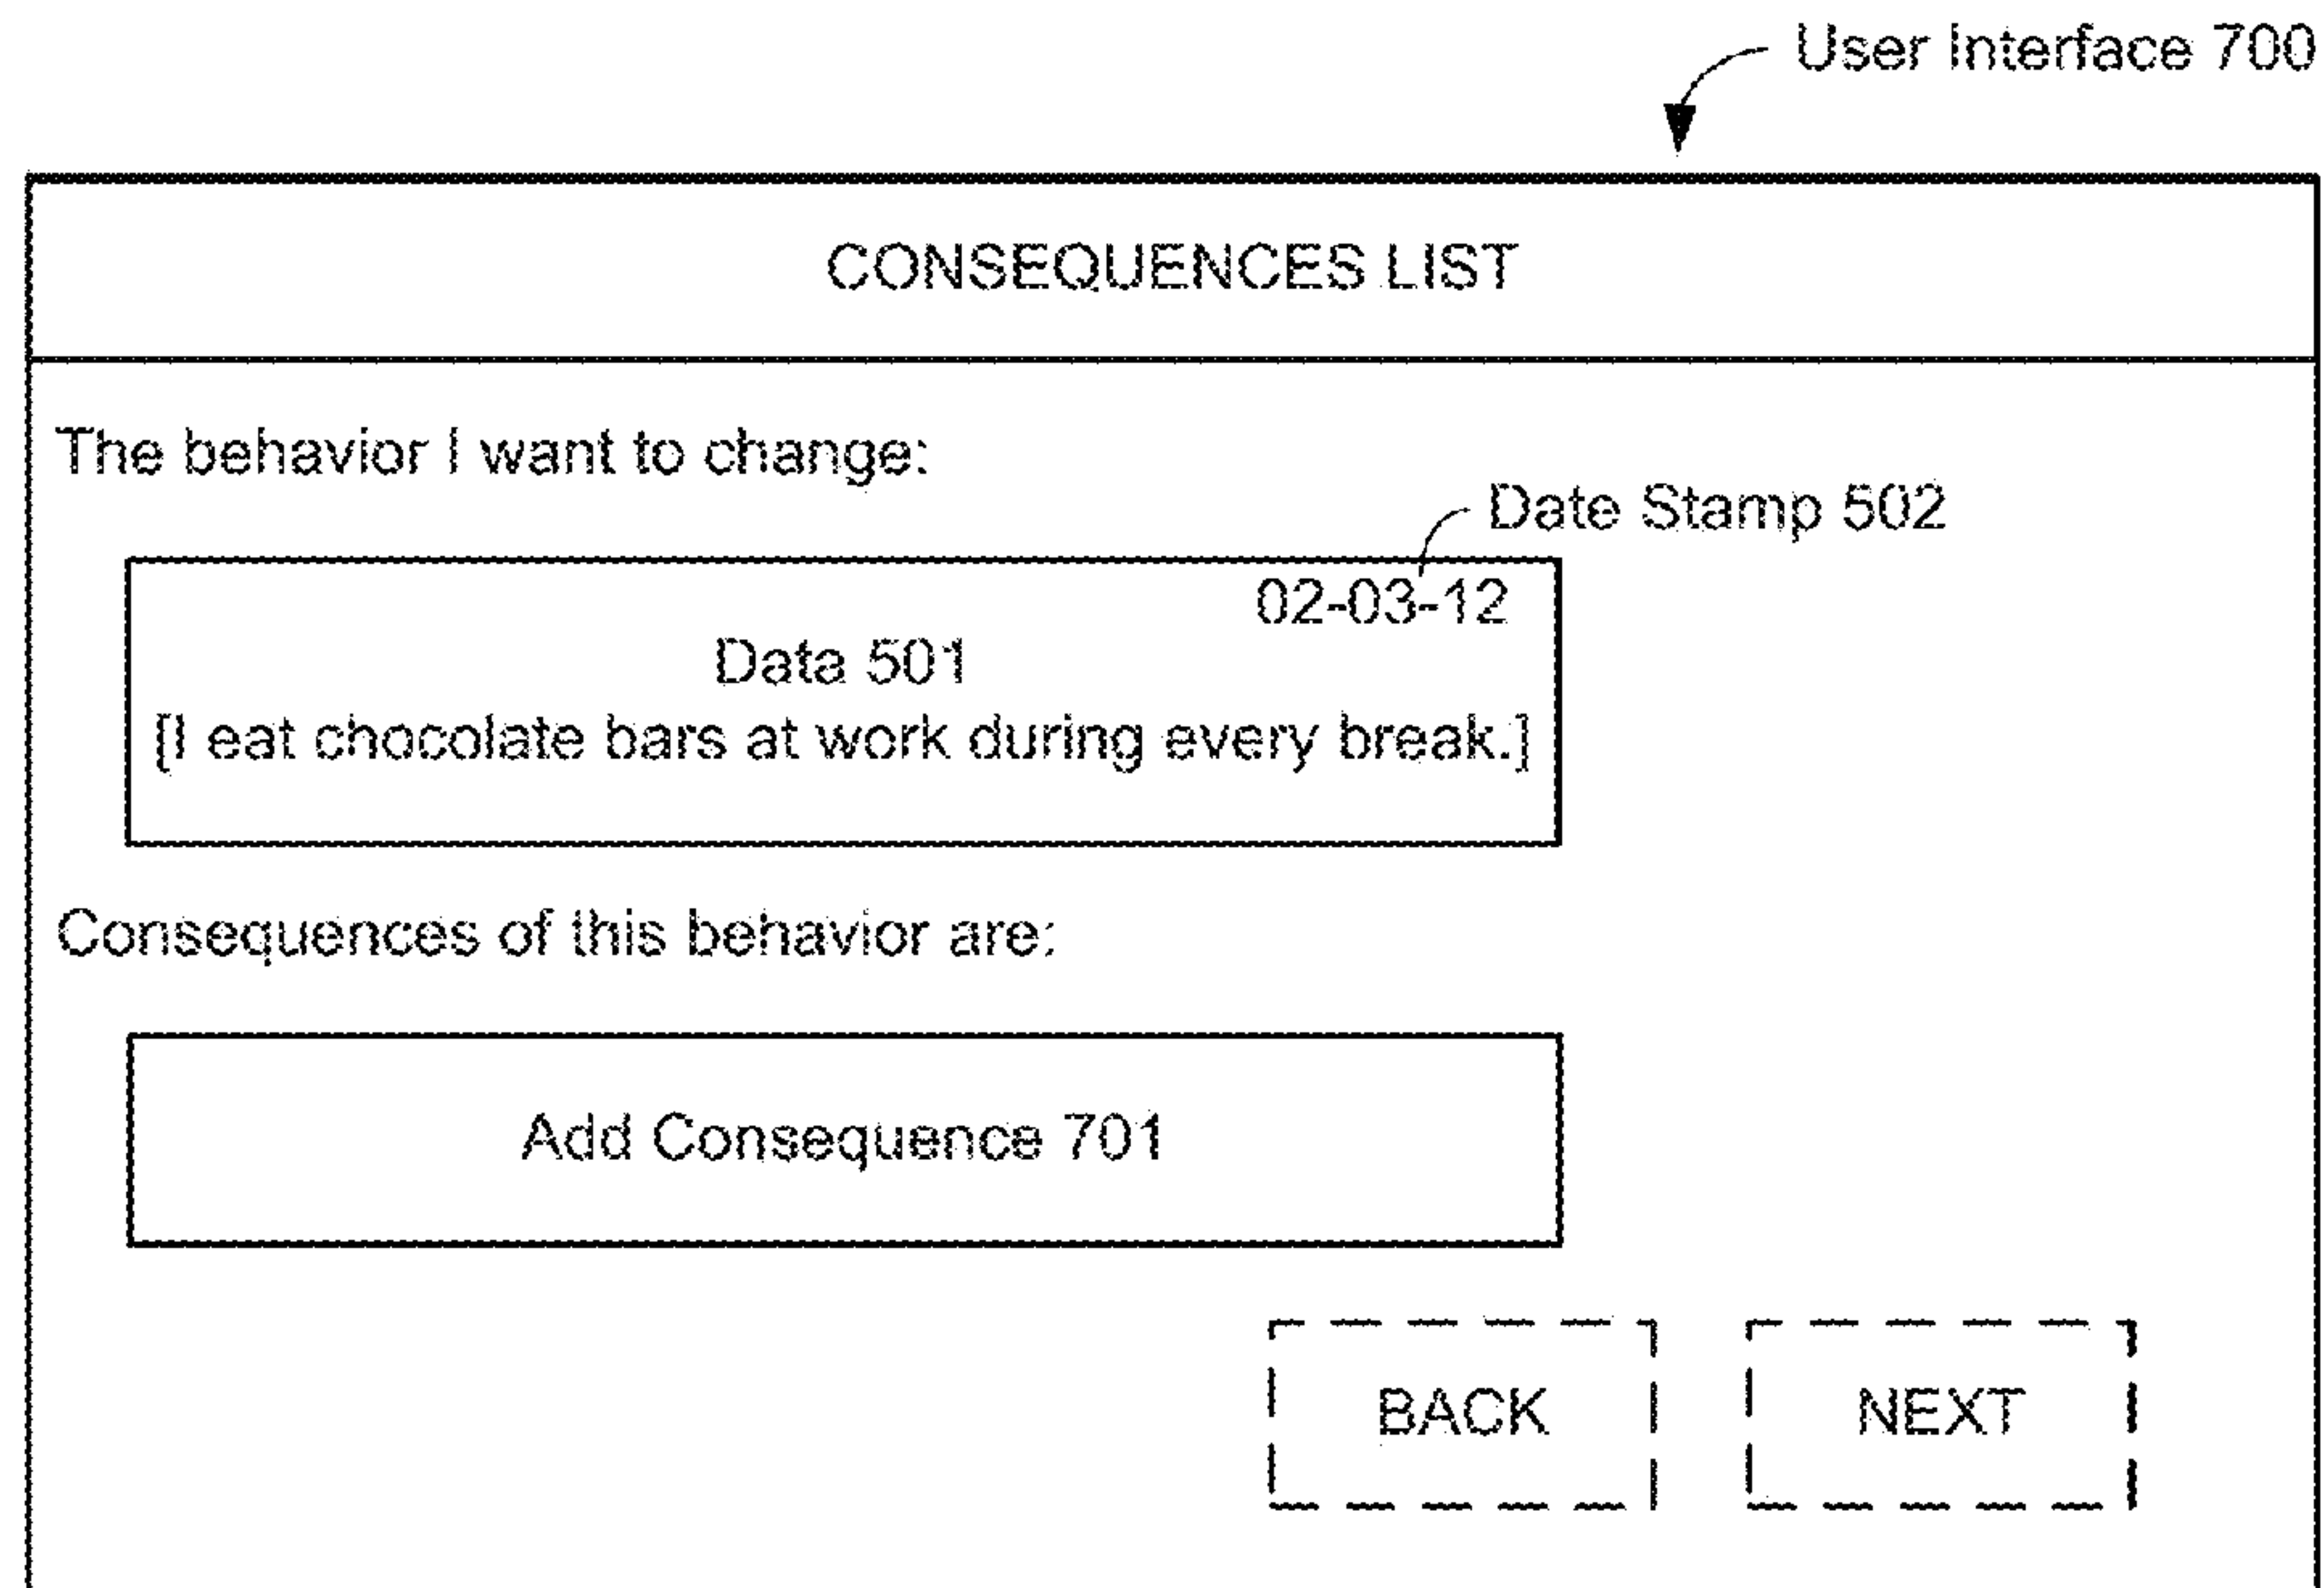 User Interface 700
CONSEQUENCES LIST
The behavior I want to change:
Date Stamp 502
02-03-12
Data 501
[I eat chocolate bars at work during every break.]
Consequences of this behavior are:
Add Consequence 701
BACK
NEXT